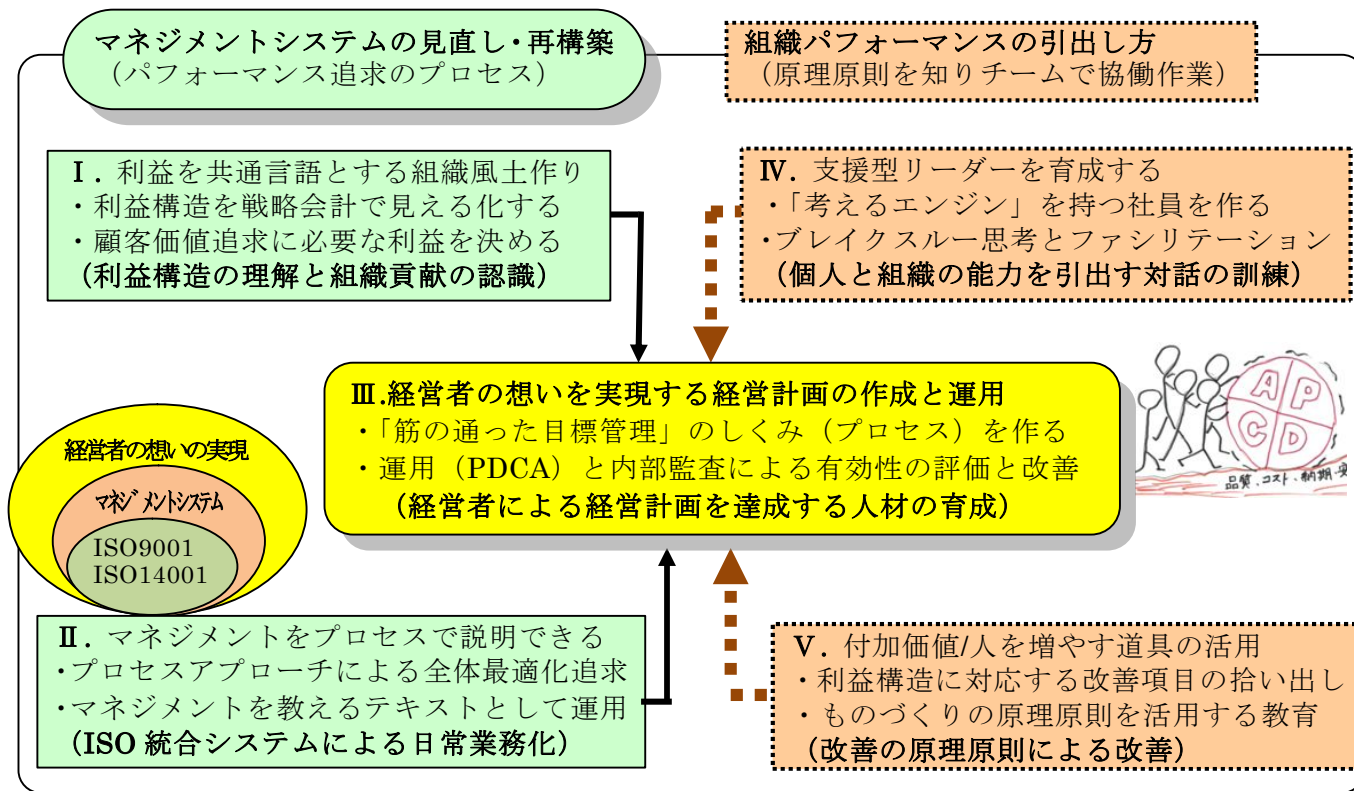 マネジメントシステムの見直し・再構築
（パフォーマンス追求のプロセス）
組織パフォーマンスの引出し方
（原理原則を知りチームで協働作業）
Ⅰ．利益を共通言語とする組織風土作り
・利益構造を戦略会計で見える化する
・顧客価値追求に必要な利益を決める
（利益構造の理解と組織貢献の認識）
Ⅳ．支援型リーダーを育成する
・「考えるエンジン」を持つ社員を作る
・ブレイクスルー思考とファシリテーション
（個人と組織の能力を引出す対話の訓練）
Ⅲ.経営者の想いを実現する経営計画の作成と運用
・「筋の通った目標管理」のしくみ（プロセス）を作る
・運用（PDCA）と内部監査による有効性の評価と改善
（経営者による経営計画を達成する人材の育成）
A P
C D
品質・コスト・納期・安
経営者の想いの実現
マネジメントシステム
ISO9001
ISO14001
Ⅱ．マネジメントをプロセスで説明できる
・プロセスアプローチによる全体最適化追求
・マネジメントを教えるテキストとして運用
（ISO 統合システムによる日常業務化）
Ⅴ．付加価値/人を増やす道具の活用
・利益構造に対応する改善項目の拾い出し
・ものづくりの原理原則を活用する教育
（改善の原理原則による改善）